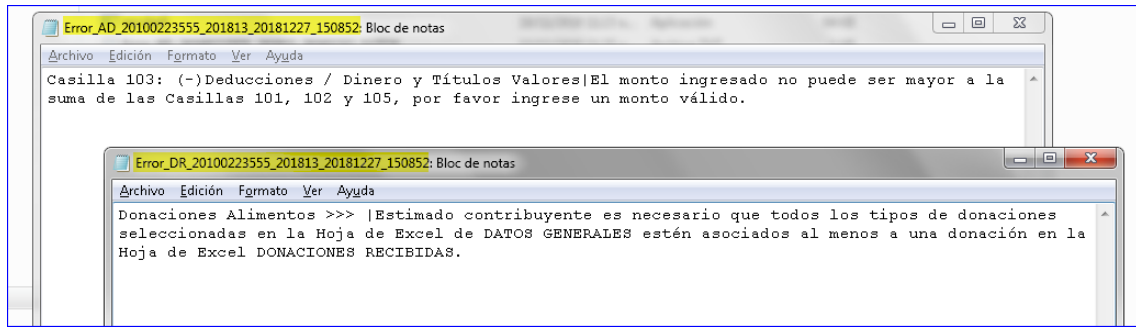 Error_AD_20100223555_201813_20181227_150852: Bloc de notas
Archivo Edición Formato Ver Ayuda
Casilla 103: (-)Deducciones / Dinero y Títulos Valores|El monto ingresado no puede ser mayor a la
suma de las Casillas 101, 102 y 105, por favor ingrese un monto válido.
Error_DR_20100223555_201813_20181227_150852: Bloc de notas
Archivo Edición Formato Ver Ayuda
Donaciones Alimentos >>> |Estimado contribuyente es necesario que todos los tipos de donaciones
seleccionadas en la Hoja de Excel de DATOS GENERALES estén asociados al menos a una donación en la
Hoja de Excel DONACIONES RECIBIDAS.